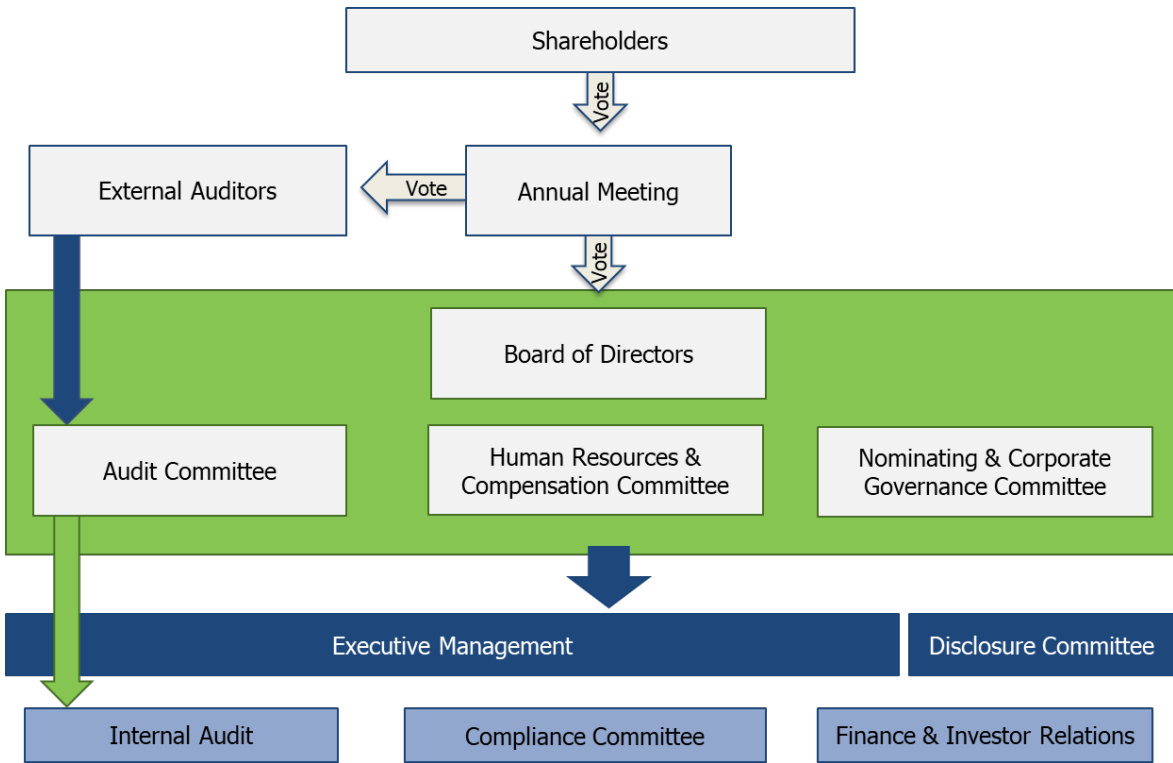 Shareholders
Vote
External Auditors
Vote
Annual Meeting
Vote
Board of Directors
Audit Committee
Human Resources &
Compensation Committee
Nominating & Corporate
Governance Committee
Executive Management
Disclosure Committee
Internal Audit
Compliance Committee
Finance & Investor Relations